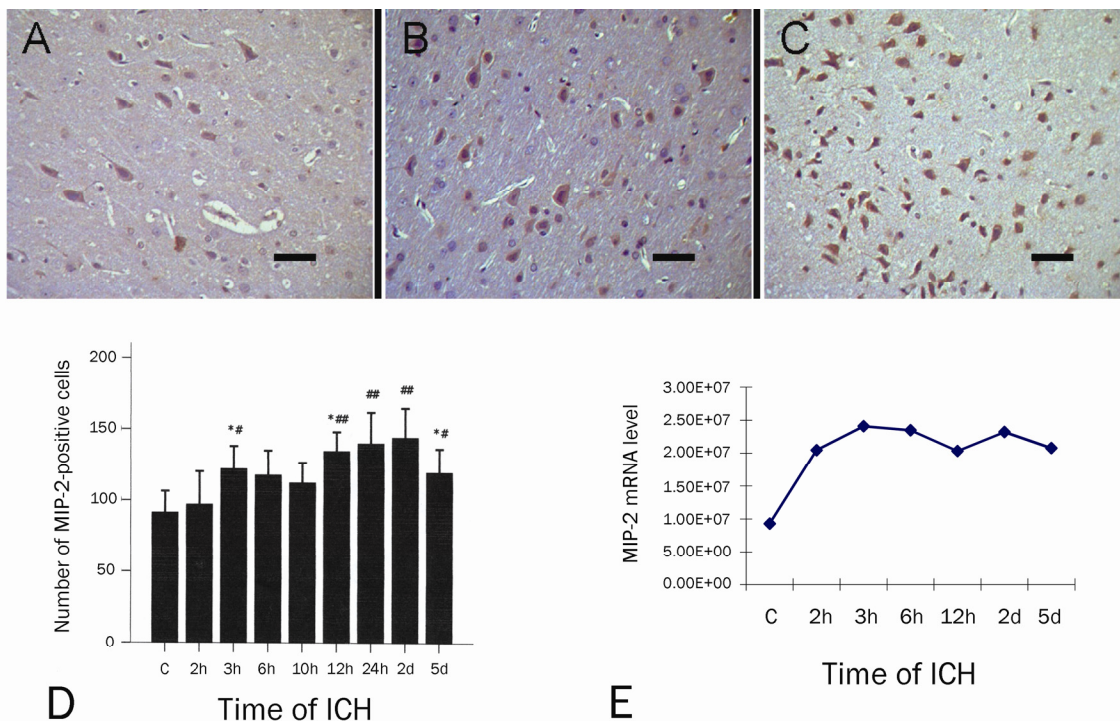 A
B
C
Number of MIP-2-positive cells
200
150
100
50
0
*#
*##
##
##
*#
C 2h 3h 6h 10h 12h 24h 2d 5d
D
Time of ICH
MIP-2 mRNA level
3.00E+07
2.50E+07
2.00E+07
1.50E+07
1.00E+07
5.00E+00
0.00E+00
C 2h 3h 6h 12h 2d 5d
E
Time of ICH